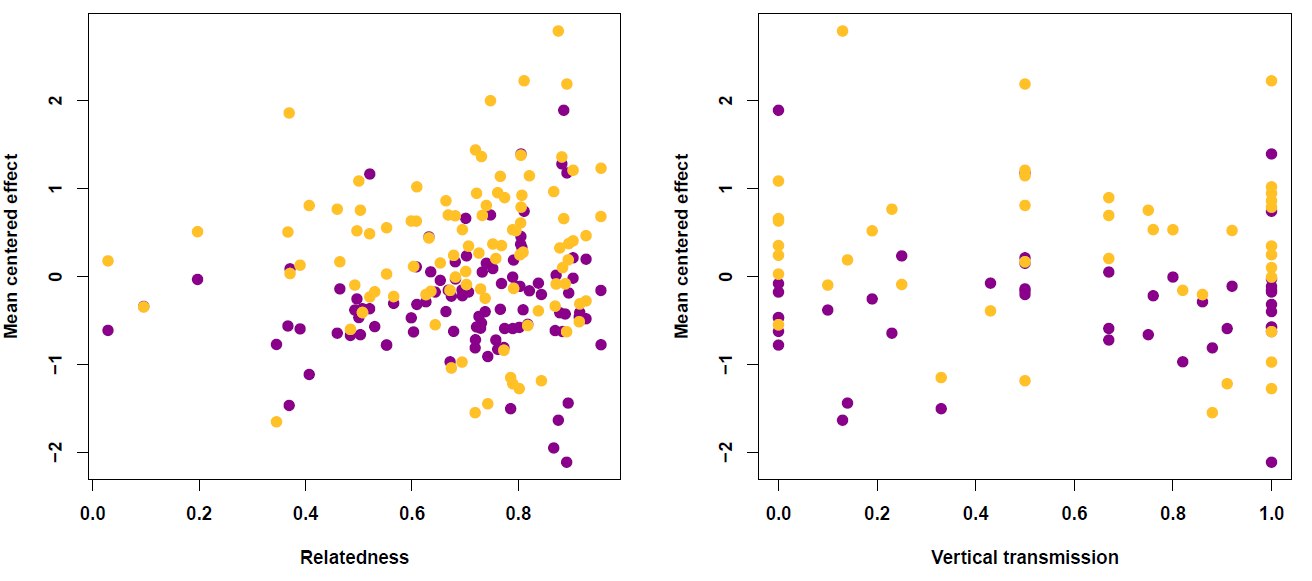 Mean centered effect
2
1
0
−1
−2
0.0 0.2 0.4 0.6 0.8
Relatedness
Mean centered effect
2
1
0
−1
−2
0.0 0.2 0.4 0.6 0.8 1.0
Vertical transmission